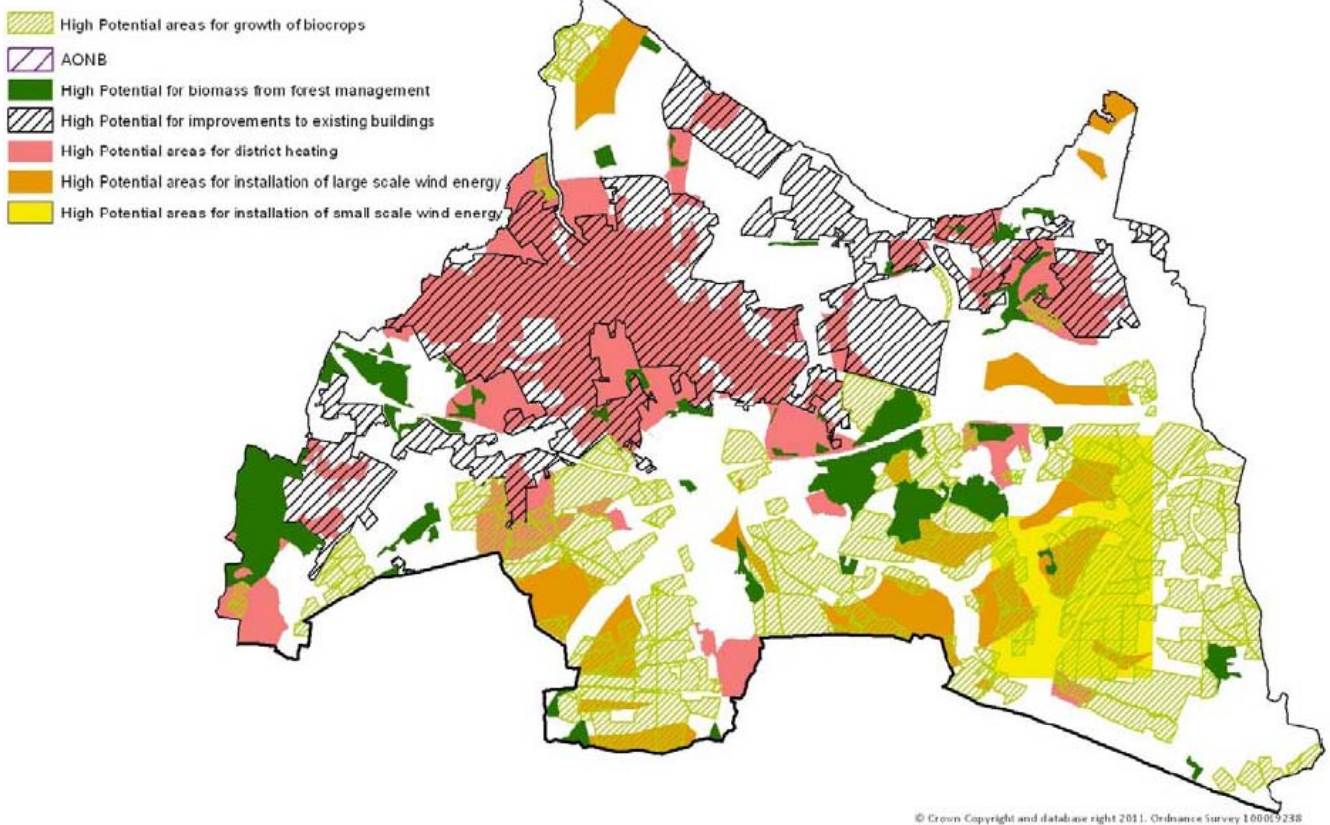 High Potential areas for growth of biocrops
AONB
High Potential for biomass from forest management
High Potential for improvements to existing buildings
High Potential areas for district heating
High Potential areas for installation of large scale wind energy
High Potential areas for installation of small scale wind energy
© Crown Copyright and database right 2011. Ordnance Survey 100019238